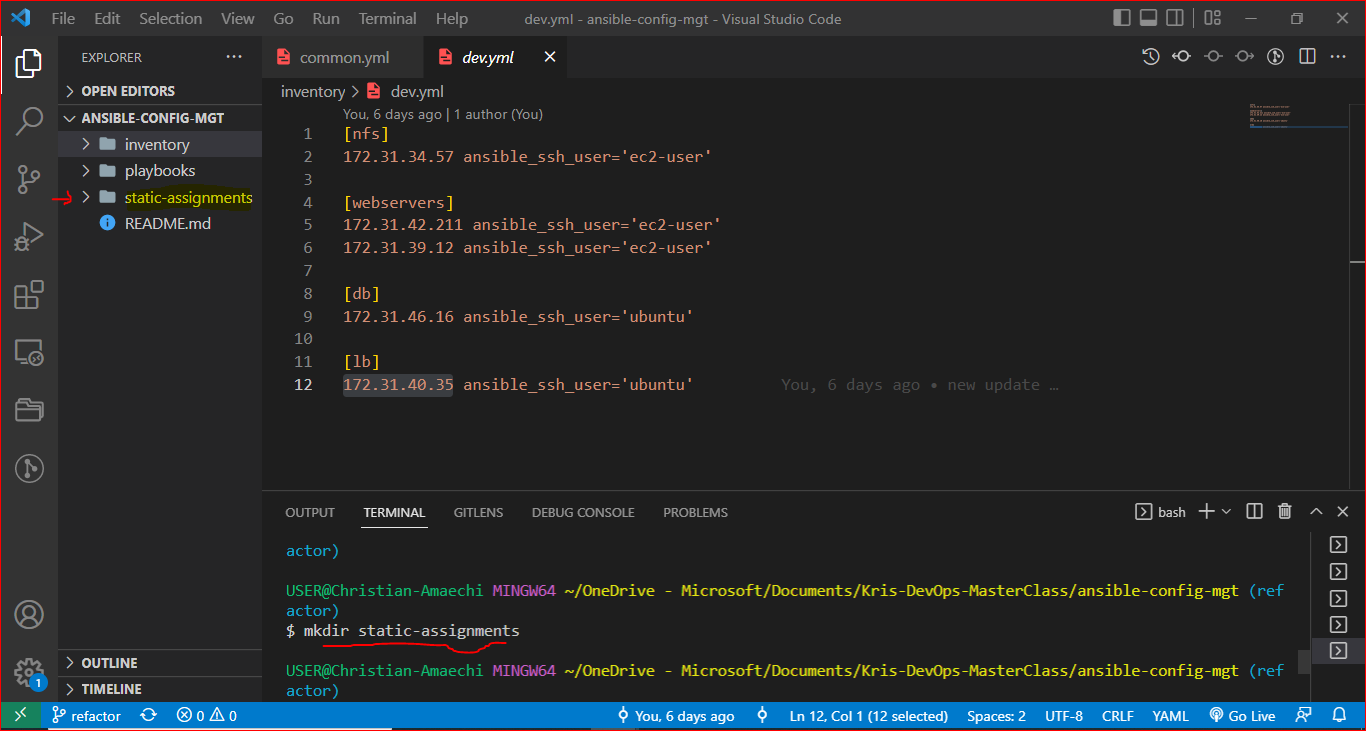 File Edit Selection View Go Run Terminal Help dev.yml - ansible-config-mgt - Visual Studio Code
EXPLORER ...
common.yml dev.yml
OPEN EDITORS
ANSIBLE-CONFIG-MGT
inventory
playbooks
static-assignments
README.md
OUTLINE
TIMELINE
1
inventory > dev.yml
You, 6 days ago | 1 author (You)
1 [nfs]
2 172.31.34.57 ansible_ssh_user='ec2-user'
3
4 [webservers]
5 172.31.42.211 ansible_ssh_user='ec2-user'
6 172.31.39.12 ansible_ssh_user='ec2-user'
7
8 [db]
9 172.31.46.16 ansible_ssh_user='ubuntu'
10
11 [lb]
12 172.31.40.35 ansible_ssh_user='ubuntu' You, 6 days ago • new update …
OUTPUT TERMINAL GITLENS DEBUG CONSOLE PROBLEMS bash
actor)
USER@Christian-Amaechi MINGW64 ~/OneDrive - Microsoft/Documents/Kris-DevOps-MasterClass/ansible-config-mgt (ref
actor)
$ mkdir static-assignments
USER@Christian-Amaechi MINGW64 ~/OneDrive - Microsoft/Documents/Kris-DevOps-MasterClass/ansible-config-mgt (ref
actor)
refactor 0 0 You, 6 days ago Ln 12, Col 1 (12 selected) Spaces: 2 UTF-8 CRLF YAML Go Live